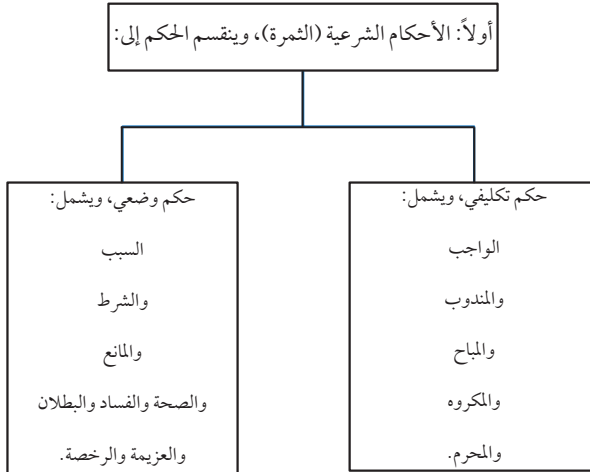 أولاً: الأحكام الشرعية (الثمرة)، وينقسم الحكم إلى:
حكم تكليفي، ويشمل:
الواجب
والمندوب
والمباح
والمكروه
والمحرم.
حكم وضعي، ويشمل:
السبب
والشرط
والمانع
والصحة والفساد والبطلان
والعزيمة والرخصة.